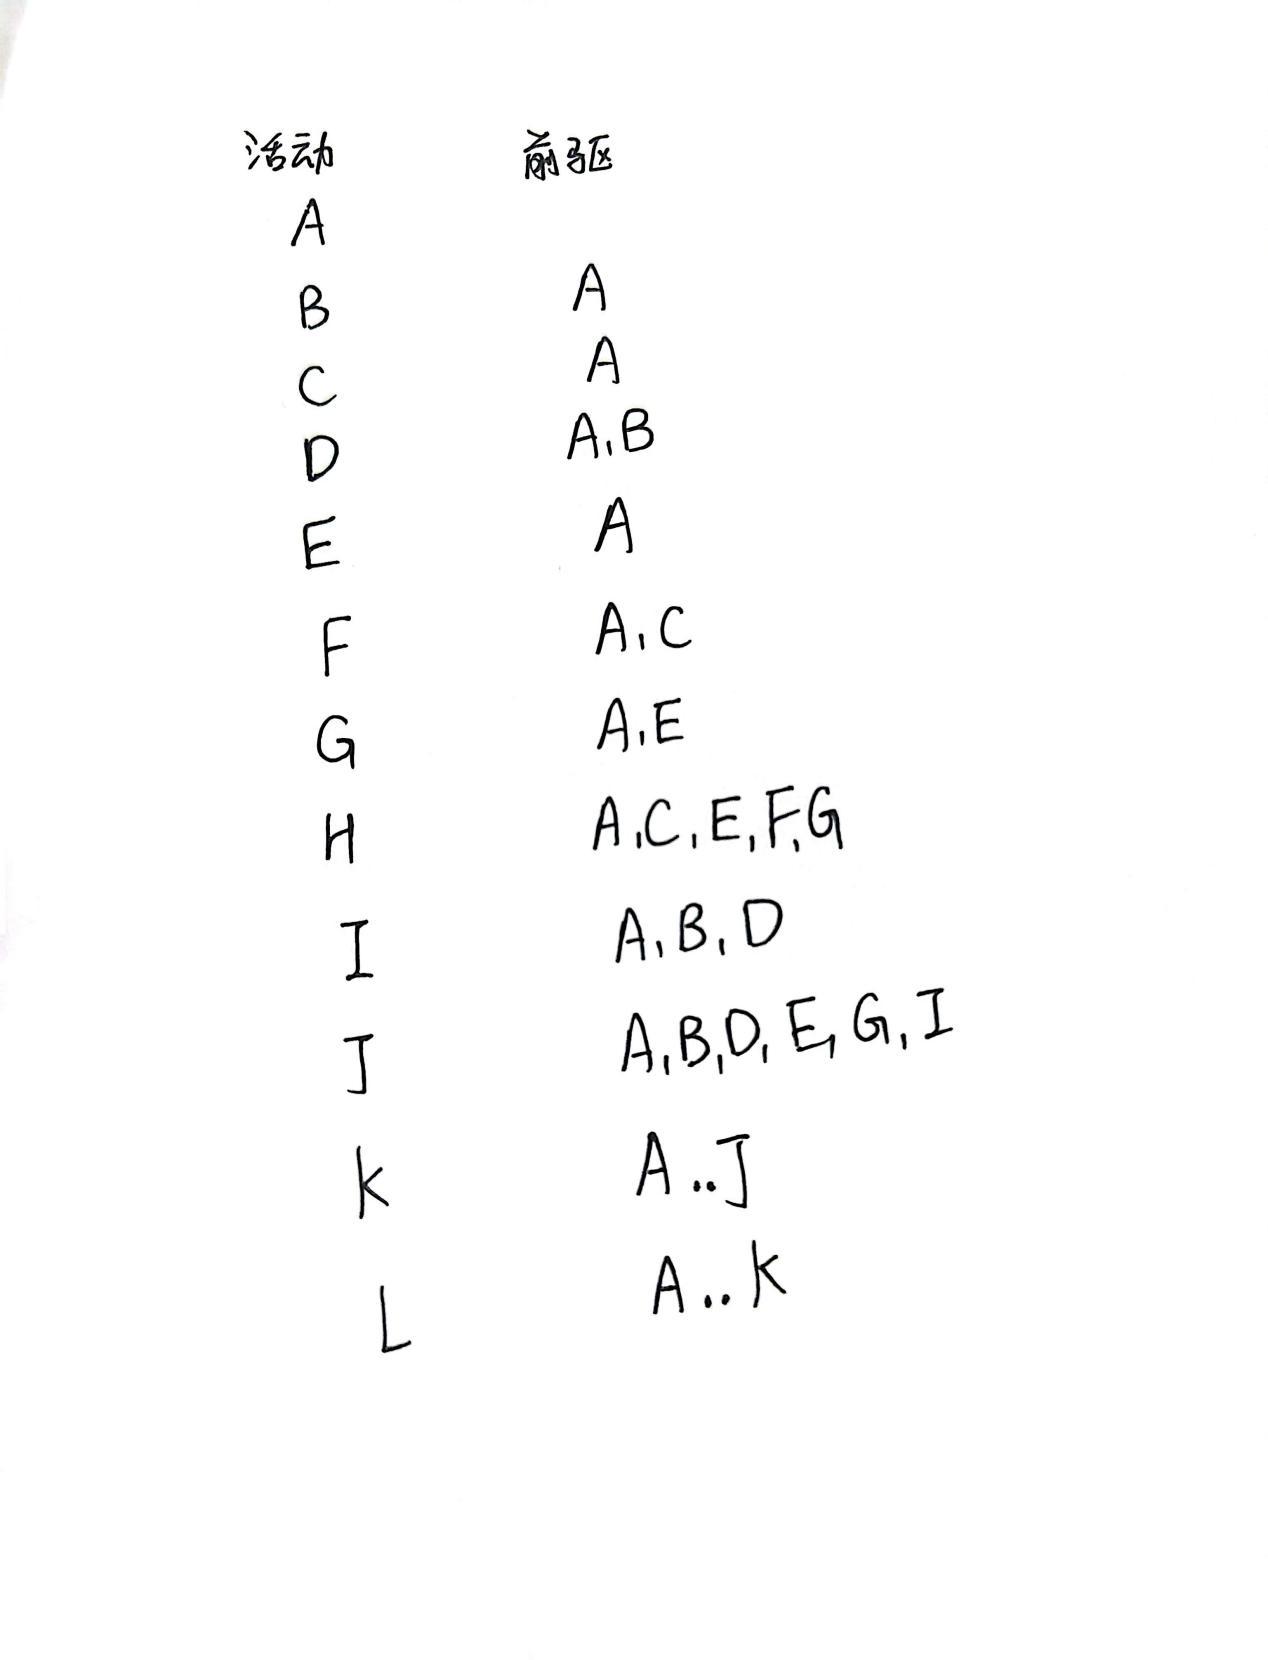 活动 前驱
A
B A
C A
D A,B
E A
F A,C
G A,E
H A,C,E,F,G
I A,B,D
J A,B,D,E,G,I
K A..J
L A..K